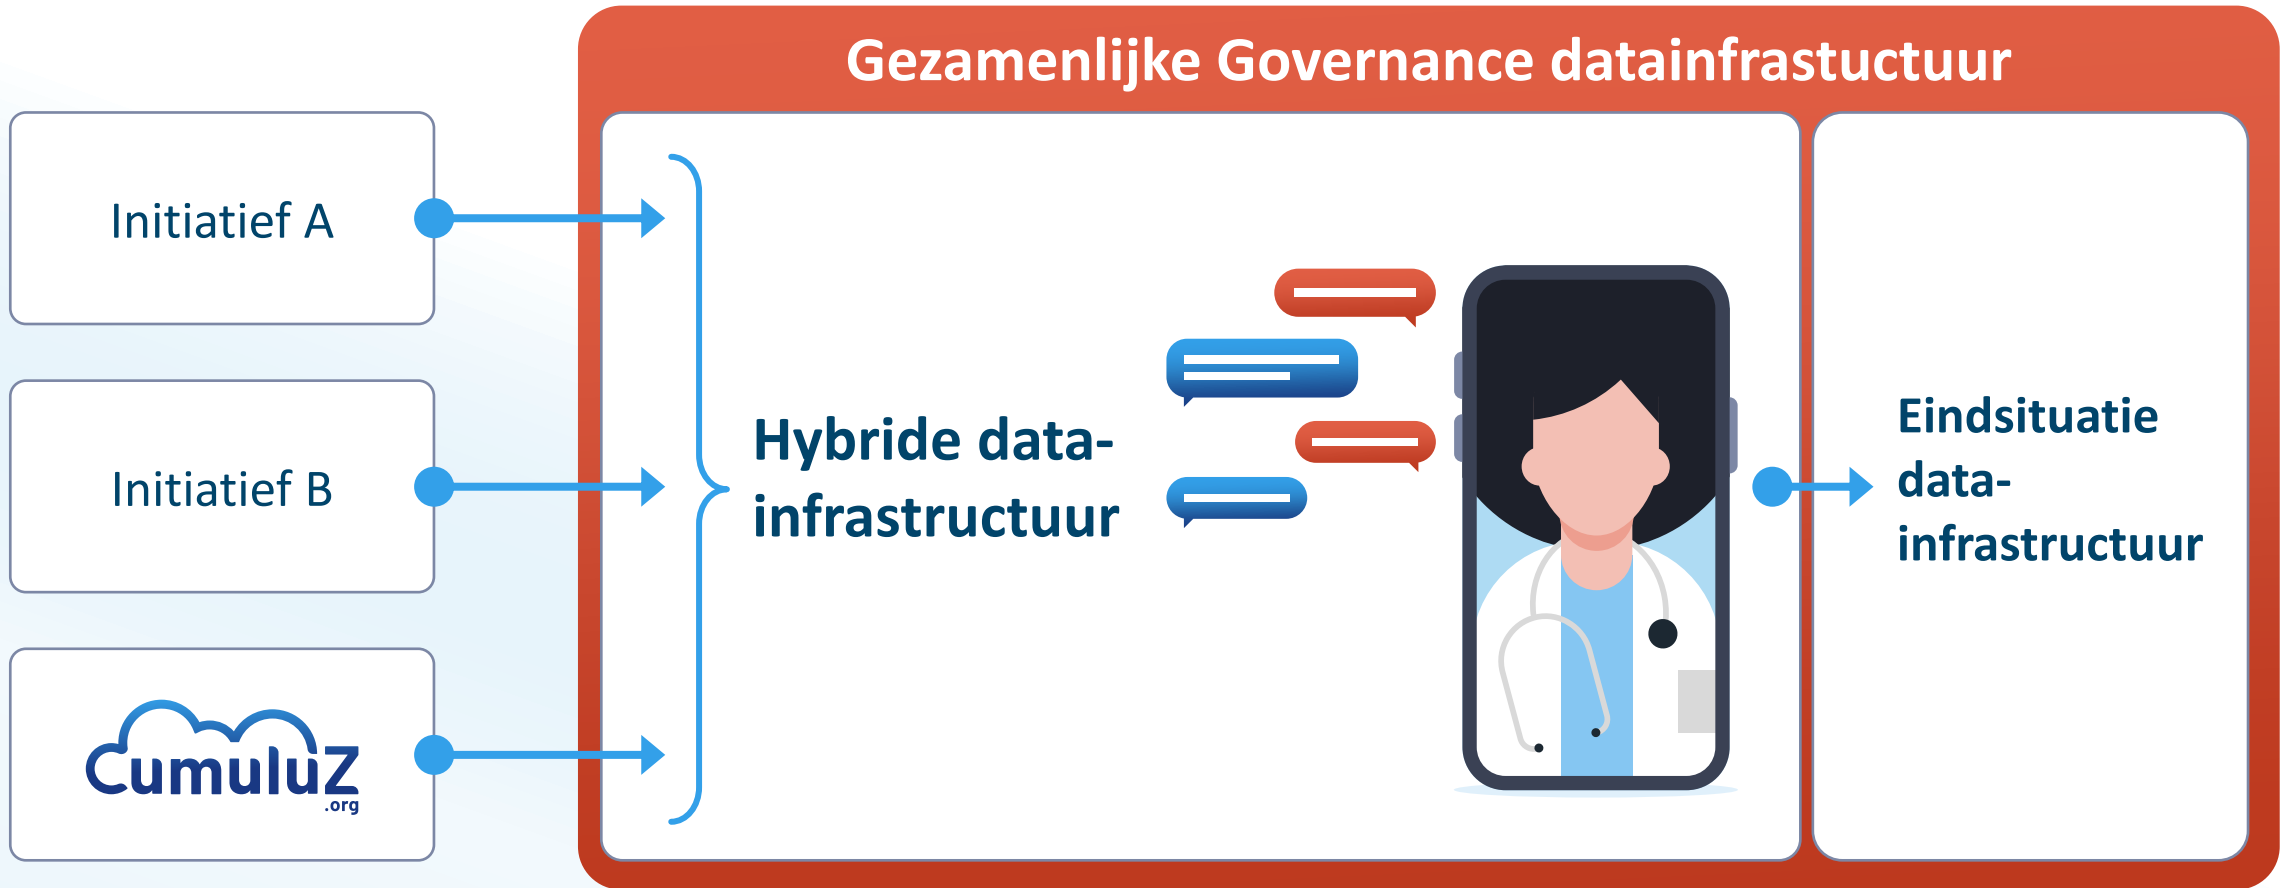 Gezamenlijke Governance datainfrastuctuur
Initiatief A
Initiatief B
CumuluZ
.org
Hybride data-
infrastructuur
Eindsituatie
data-
infrastructuur